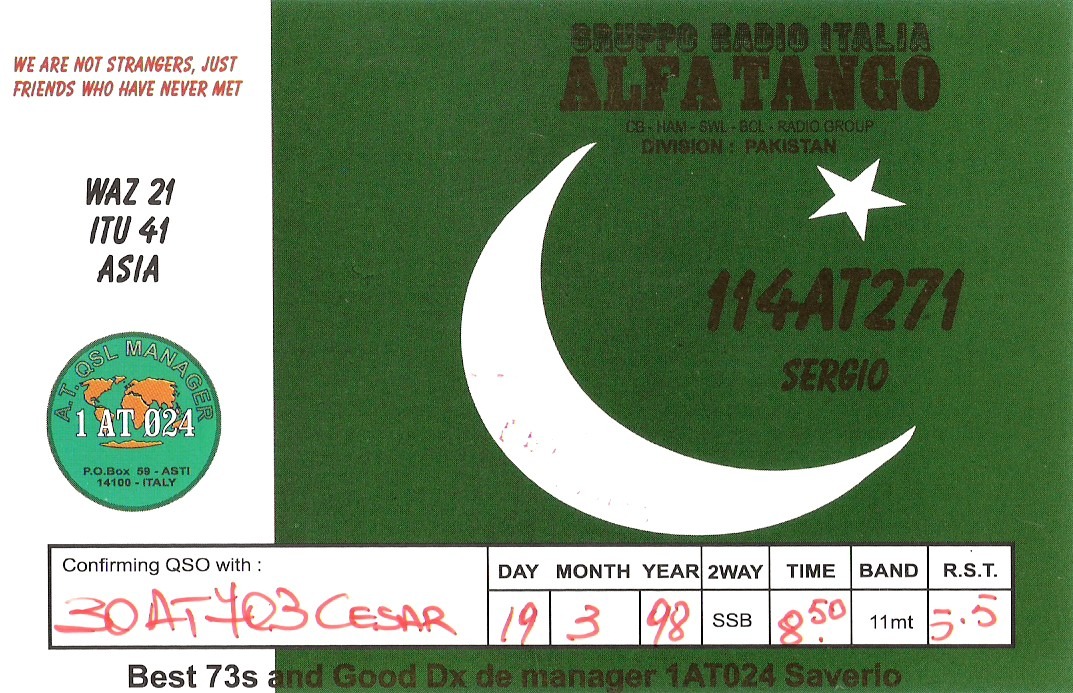 WE ARE NOT STRANGERS, JUST
FRIENDS WHO HAVE NEVER MET
GRUPPO RADIO ITALIA
ALFA TANGO
CB - HAM - SWL - BCL - RADIO GROUP
DIVISION : PAKISTAN
WAZ 21
ITU 41
ASIA
114AT271
SERGIO
A.T. QSL MANAGER
1 AT 024
P.O.Box 59 - ASTI
14100 - ITALY
Confirming QSO with : DAY MONTH YEAR 2WAY TIME BAND R.S.T.
30AT403 CESAR 19 3 98 SSB 8:50 11mt 5.5
Best 73s and Good Dx de manager 1AT024 Saverio